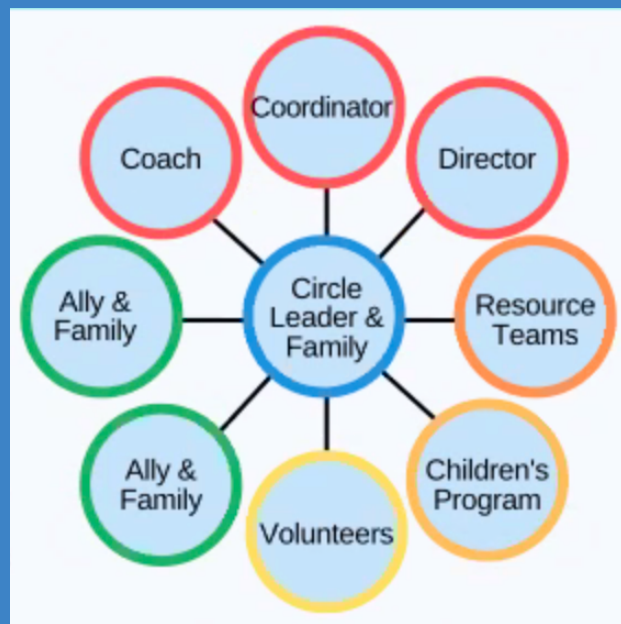 Coordinator
Coach
Director
Circle
Leader &
Family
Ally &
Family
Resource
Teams
Ally &
Family
Children's
Program
Volunteers